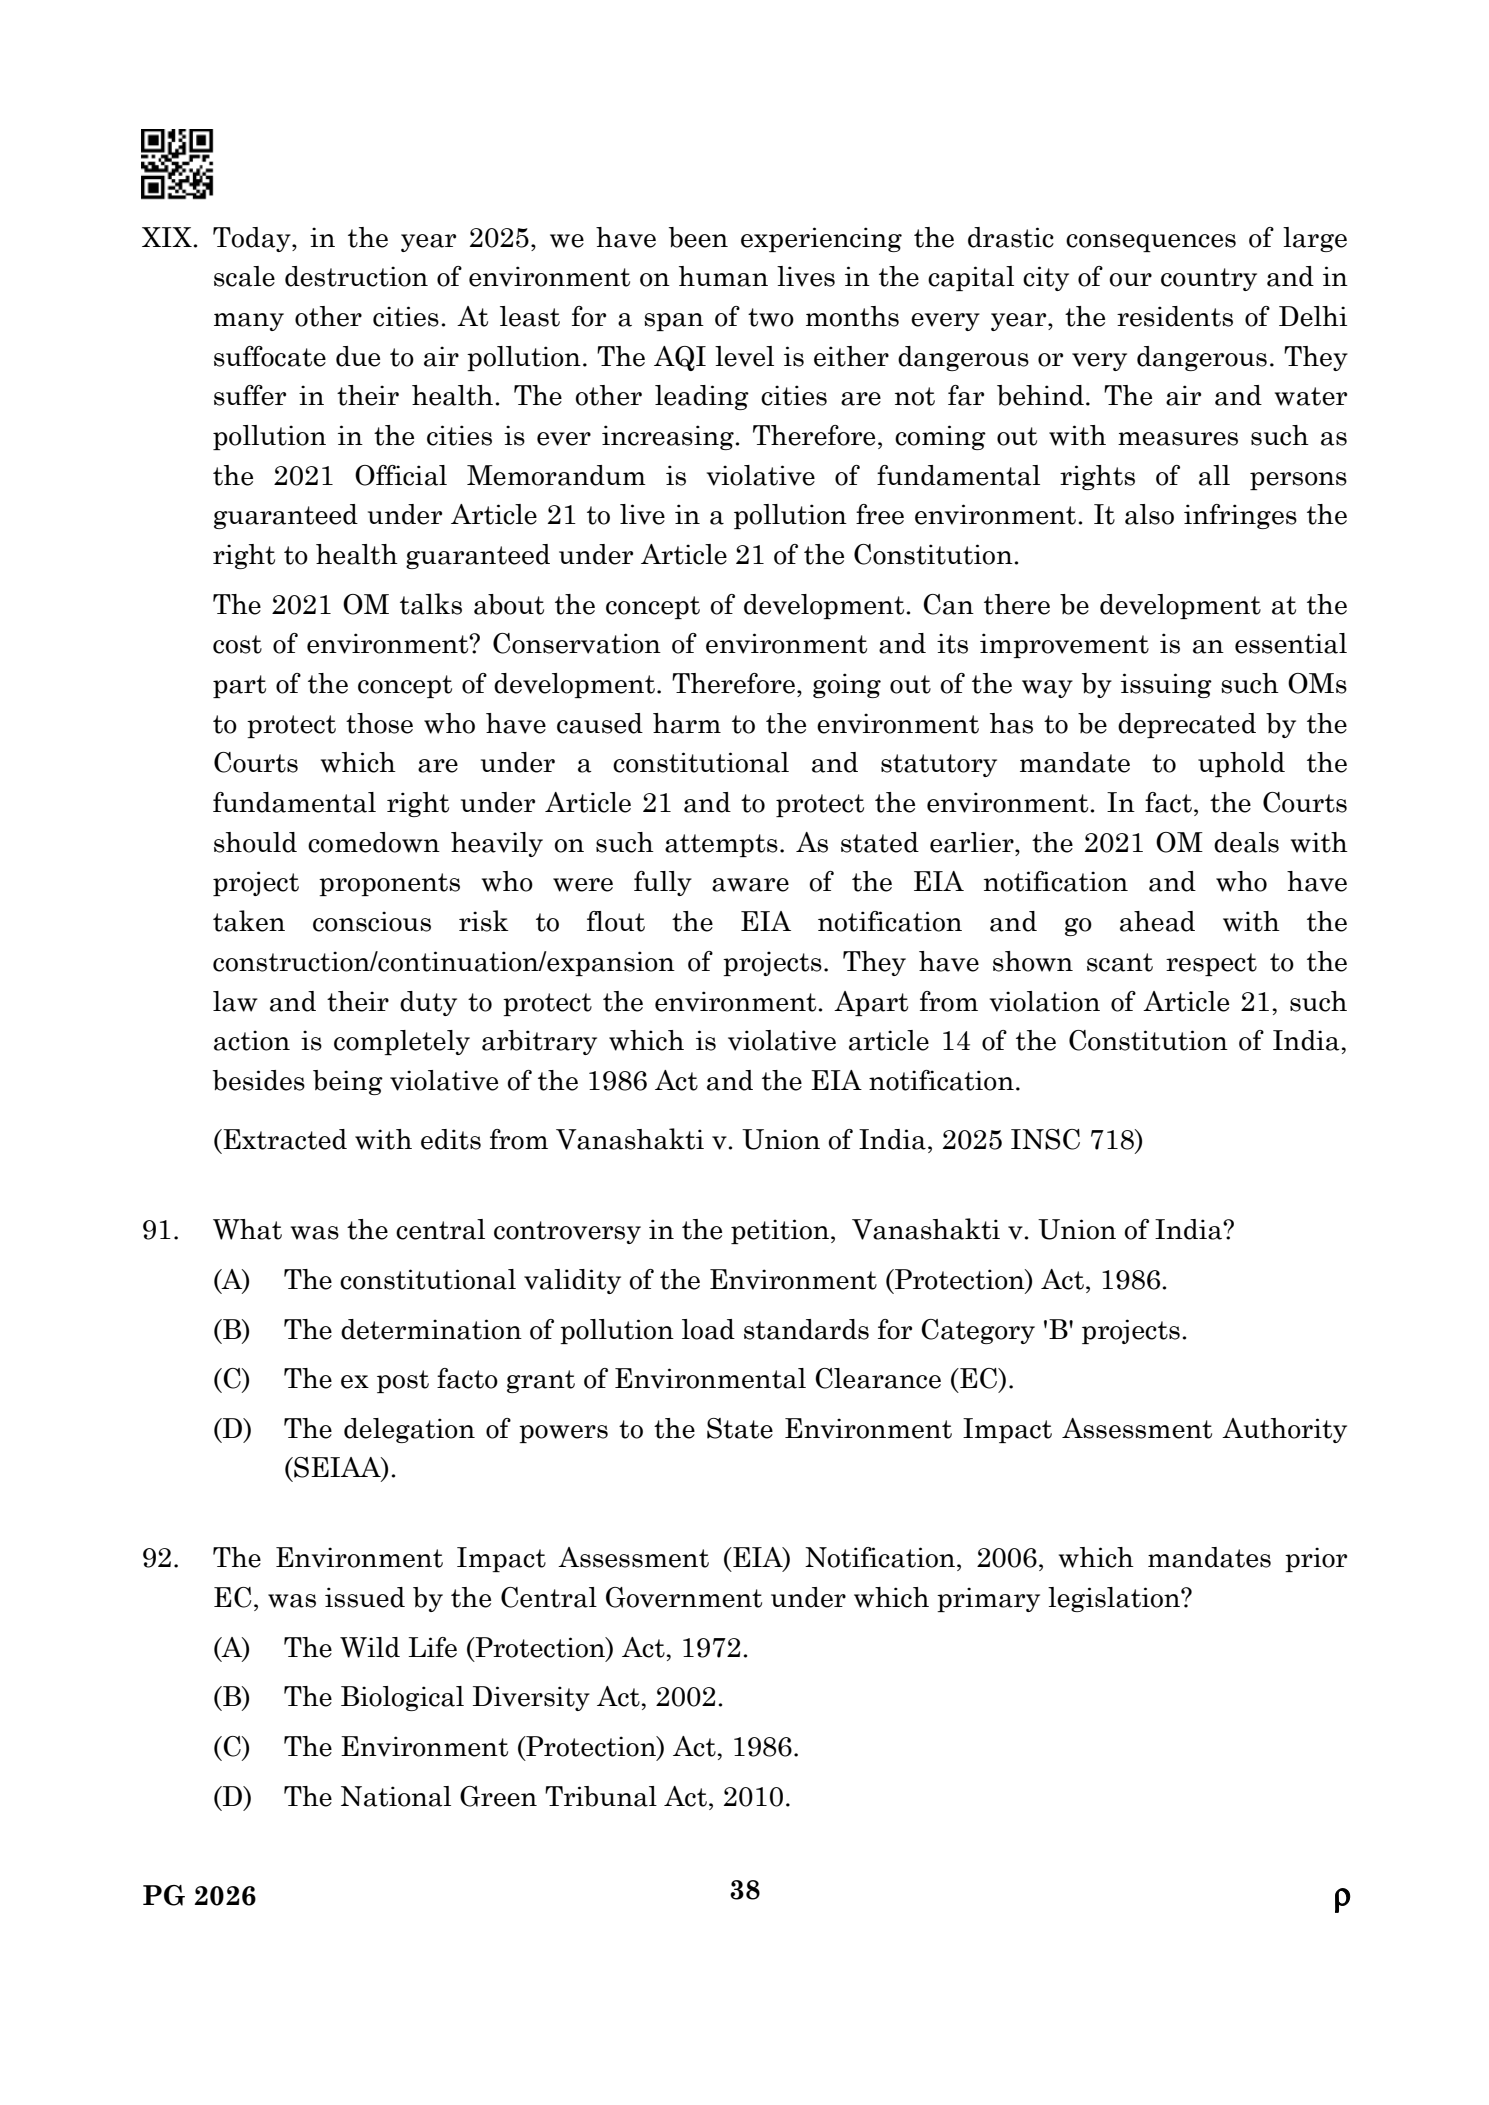 XIX. Today, in the year 2025, we have been experiencing the drastic consequences of large
scale destruction of environment on human lives in the capital city of our country and in
many other cities. At least for a span of two months every year, the residents of Delhi
suffocate due to air pollution. The AQI level is either dangerous or very dangerous. They
suffer in their health. The other leading cities are not far behind. The air and water
pollution in the cities is ever increasing. Therefore, coming out with measures such as
the 2021 Official Memorandum is violative of fundamental rights of all persons
guaranteed under Article 21 to live in a pollution free environment. It also infringes the
right to health guaranteed under Article 21 of the Constitution.
The 2021 OM talks about the concept of development. Can there be development at the
cost of environment? Conservation of environment and its improvement is an essential
part of the concept of development. Therefore, going out of the way by issuing such OMs
to protect those who have caused harm to the environment has to be deprecated by the
Courts which are under a constitutional and statutory mandate to uphold the
fundamental right under Article 21 and to protect the environment. In fact, the Courts
should comedown heavily on such attempts. As stated earlier, the 2021 OM deals with
project proponents who were fully aware of the EIA notification and who have
taken conscious risk to flout the EIA notification and go ahead with the
construction/continuation/expansion of projects. They have shown scant respect to the
law and their duty to protect the environment. Apart from violation of Article 21, such
action is completely arbitrary which is violative article 14 of the Constitution of India,
besides being violative of the 1986 Act and the EIA notification.
(Extracted with edits from Vanashakti v. Union of India, 2025 INSC 718)
91. What was the central controversy in the petition, Vanashakti v. Union of India?
(A) The constitutional validity of the Environment (Protection) Act, 1986.
(B) The determination of pollution load standards for Category 'B' projects.
(C) The ex post facto grant of Environmental Clearance (EC).
(D) The delegation of powers to the State Environment Impact Assessment Authority
(SEIAA).
92. The Environment Impact Assessment (EIA) Notification, 2006, which mandates prior
EC, was issued by the Central Government under which primary legislation?
(A) The Wild Life (Protection) Act, 1972.
(B) The Biological Diversity Act, 2002.
(C) The Environment (Protection) Act, 1986.
(D) The National Green Tribunal Act, 2010.
PG 2026 38 ρ